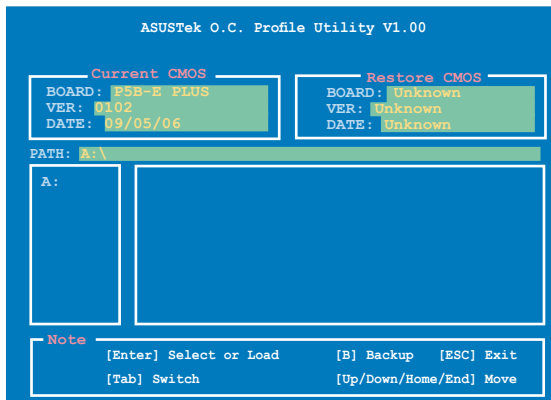 ASUSTek O.C. Profile Utility V1.00
Current CMOS
BOARD: P5B-E PLUS
VER: 0102
DATE: 09/05/06
Restore CMOS
BOARD: Unknown
VER: Unknown
DATE: Unknown
PATH: A:\
A:
Note
[Enter] Select or Load [B] Backup [ESC] Exit
[Tab] Switch [Up/Down/Home/End] Move